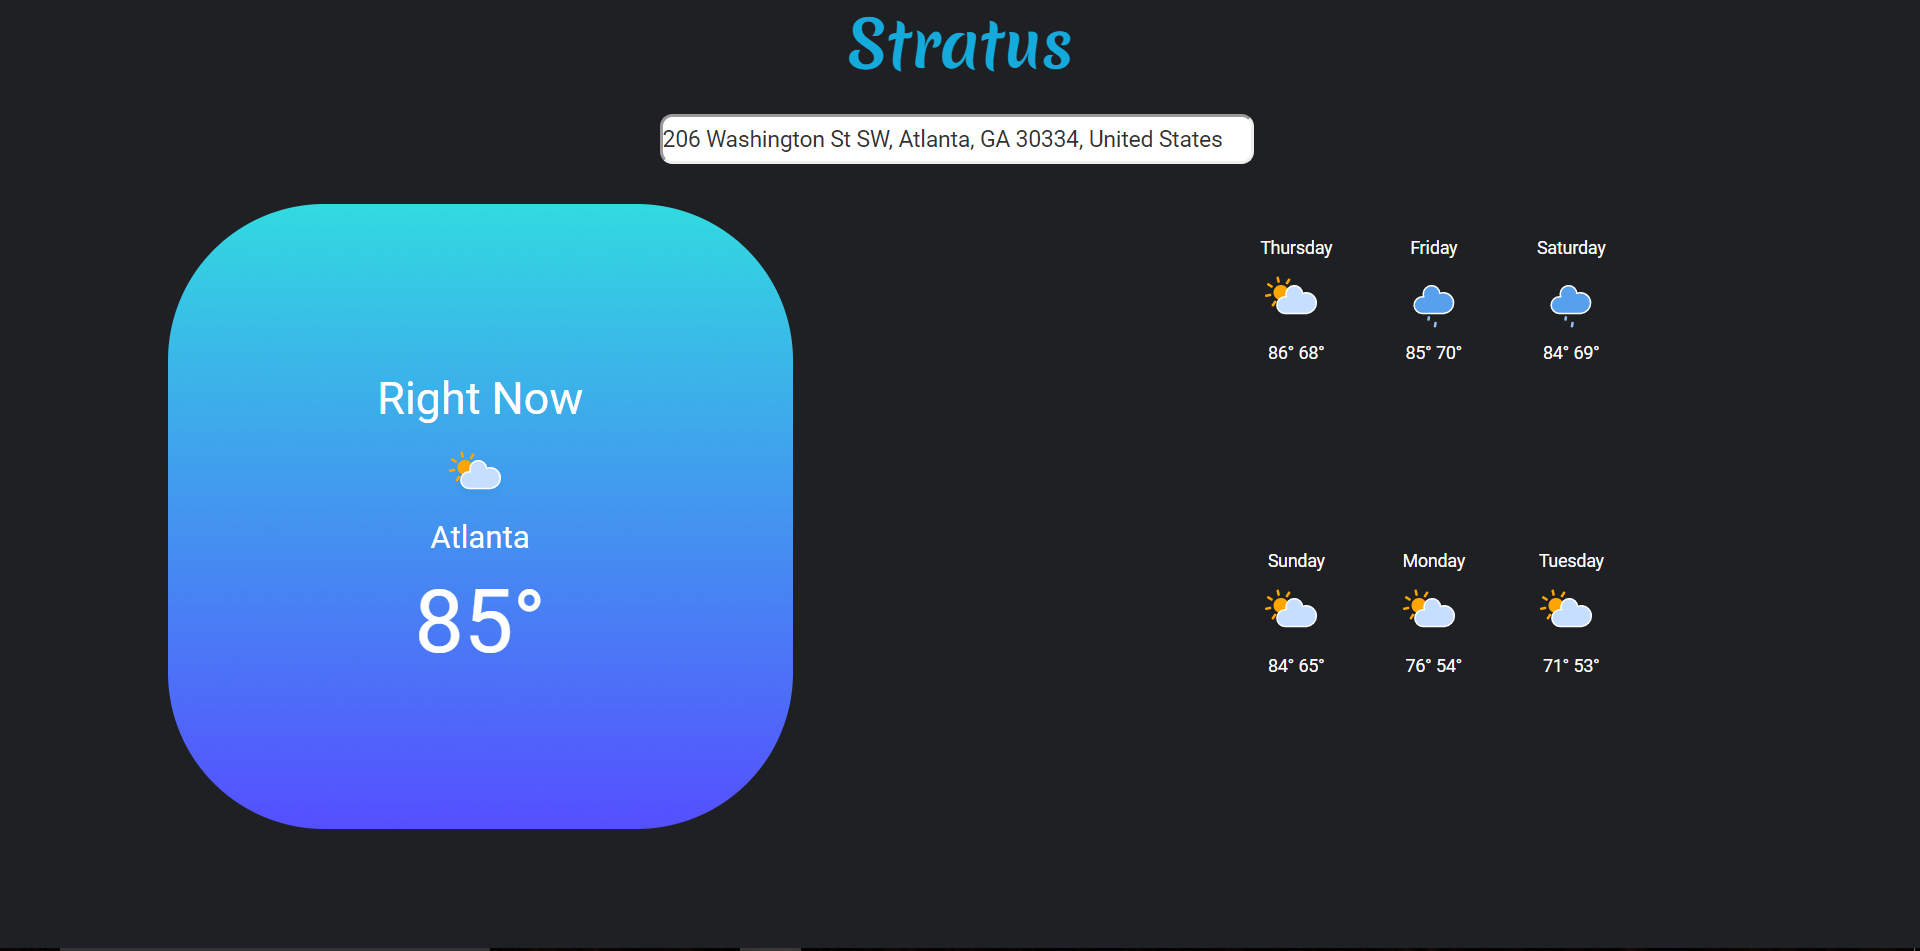 Stratus
206 Washington St SW, Atlanta, GA 30334, United States
Right Now
Atlanta
85°
Thursday Friday Saturday
86° 68° 85° 70° 84° 69°
Sunday Monday Tuesday
84° 65° 76° 54° 71° 53°